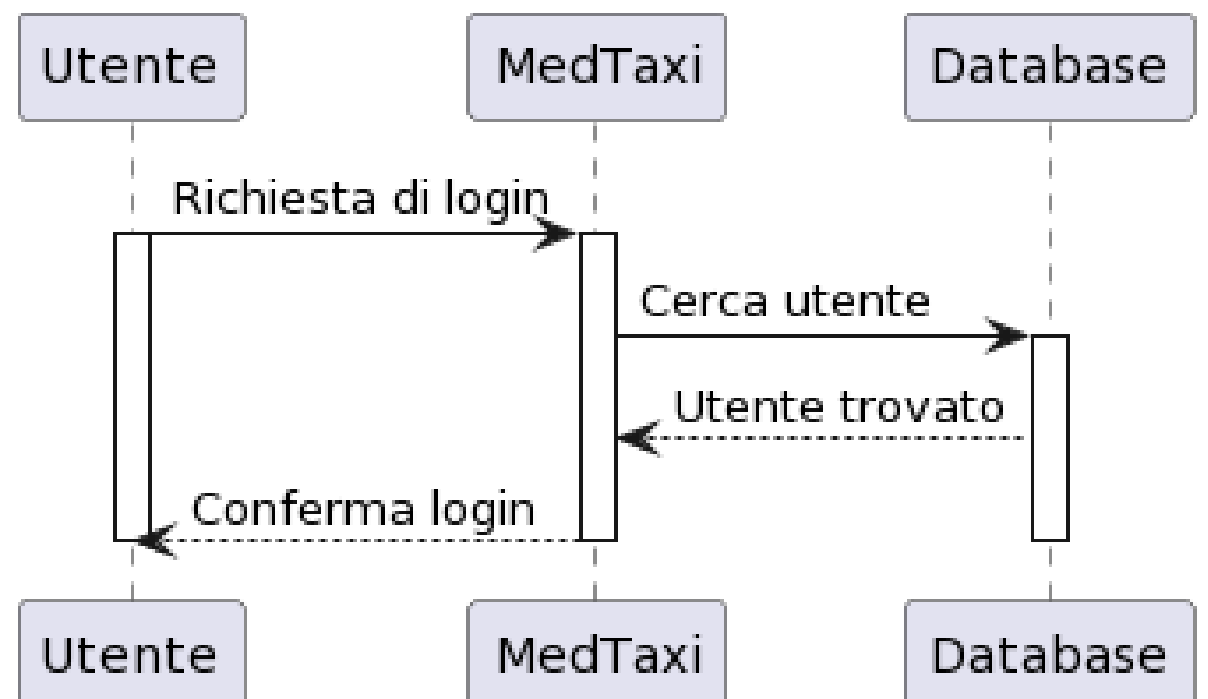 Utente
MedTaxi
Database
Richiesta di login
Cerca utente
Utente trovato
Conferma login
Utente
MedTaxi
Database